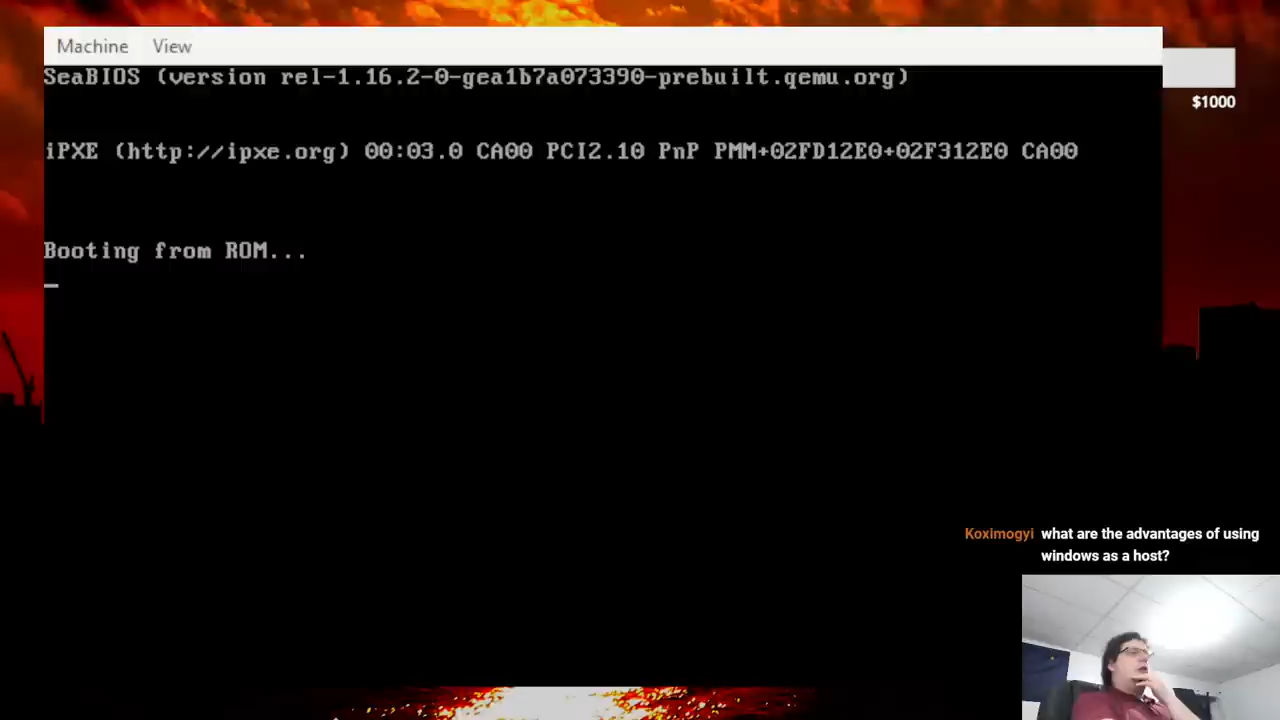 Machine View
SeaBIOS (version rel-1.16.2-0-gea1b7a073390-prebuilt.qemu.org)
$1000
iPXE (http://ipxe.org) 00:03.0 CA00 PCI2.10 PnP PMM+02FD12E0+02F312E0 CA00
Booting from ROM...
Koximogyi what are the advantages of using
windows as a host?